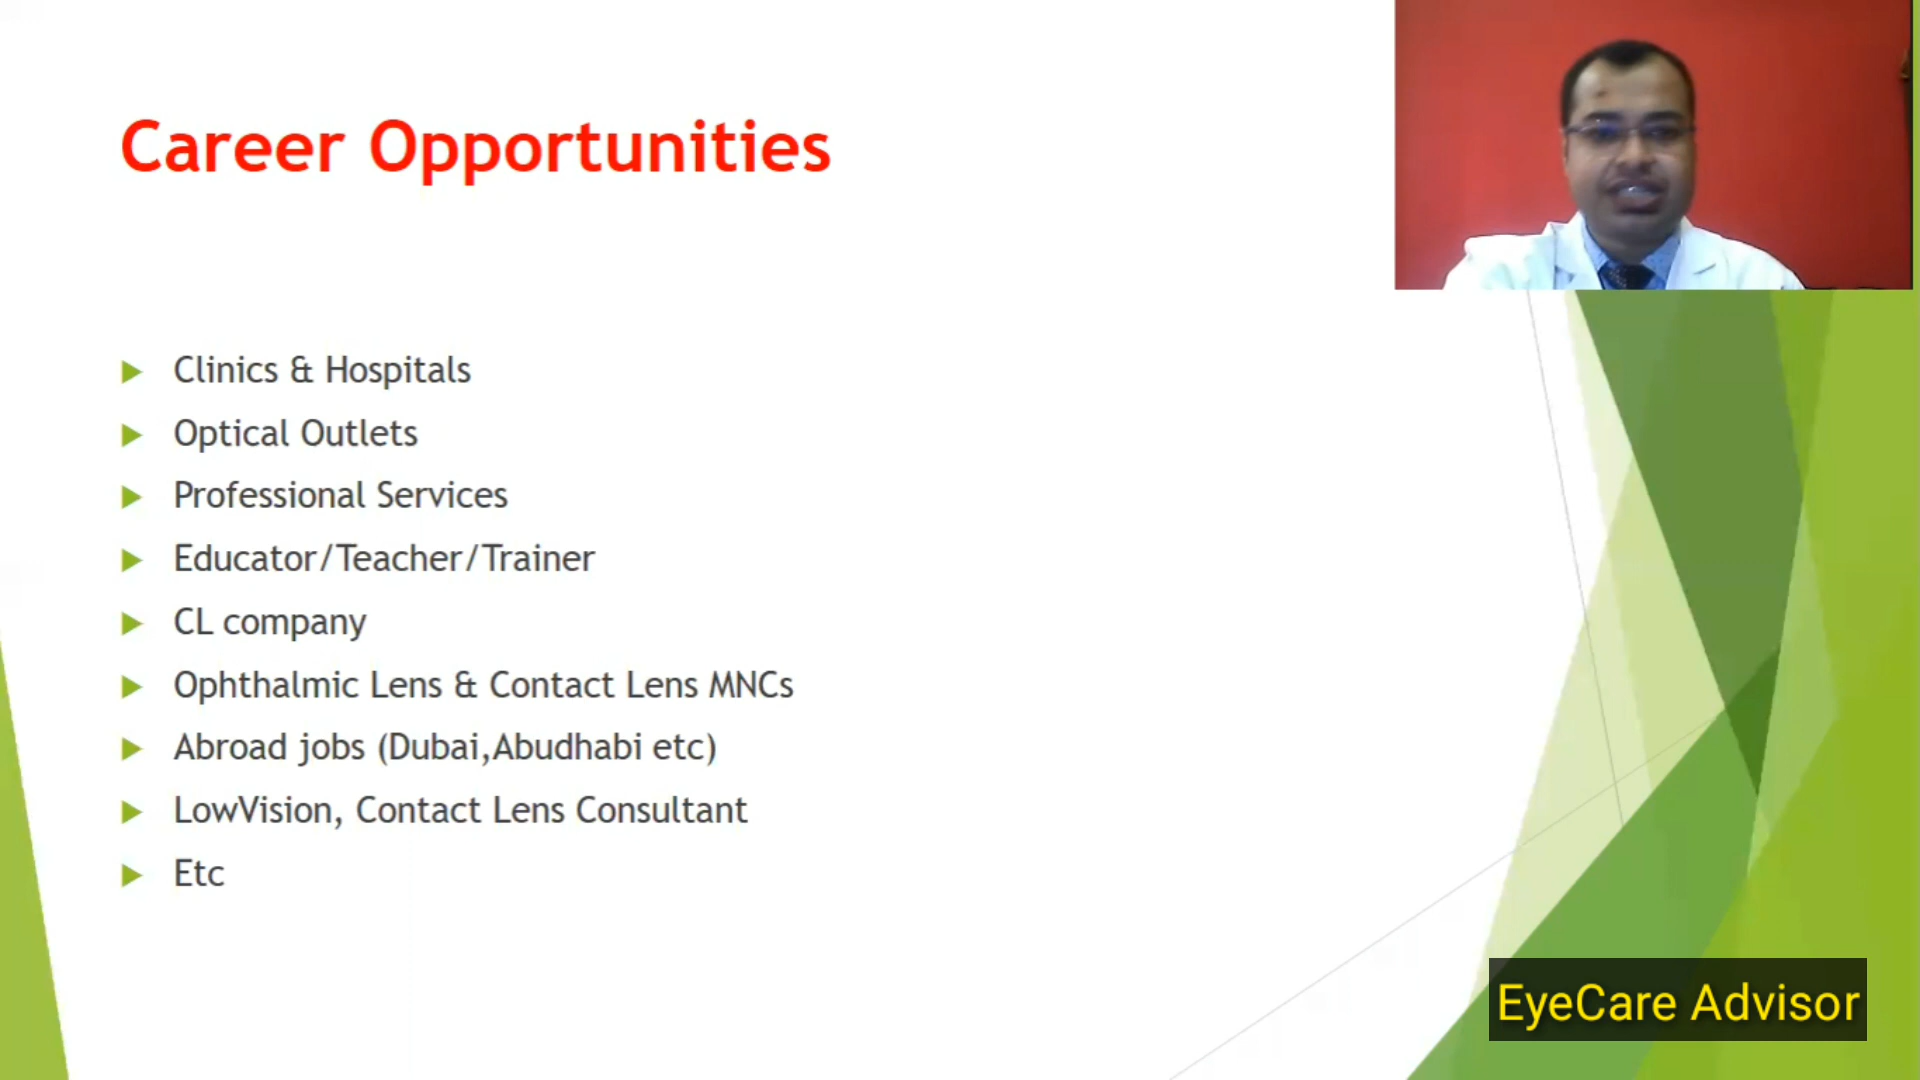 Career Opportunities
Clinics & Hospitals
Optical Outlets
Professional Services
Educator/Teacher/Trainer
CL company
Ophthalmic Lens & Contact Lens MNCs
Abroad jobs (Dubai,Abudhabi etc)
LowVision, Contact Lens Consultant
Etc
EyeCare Advisor